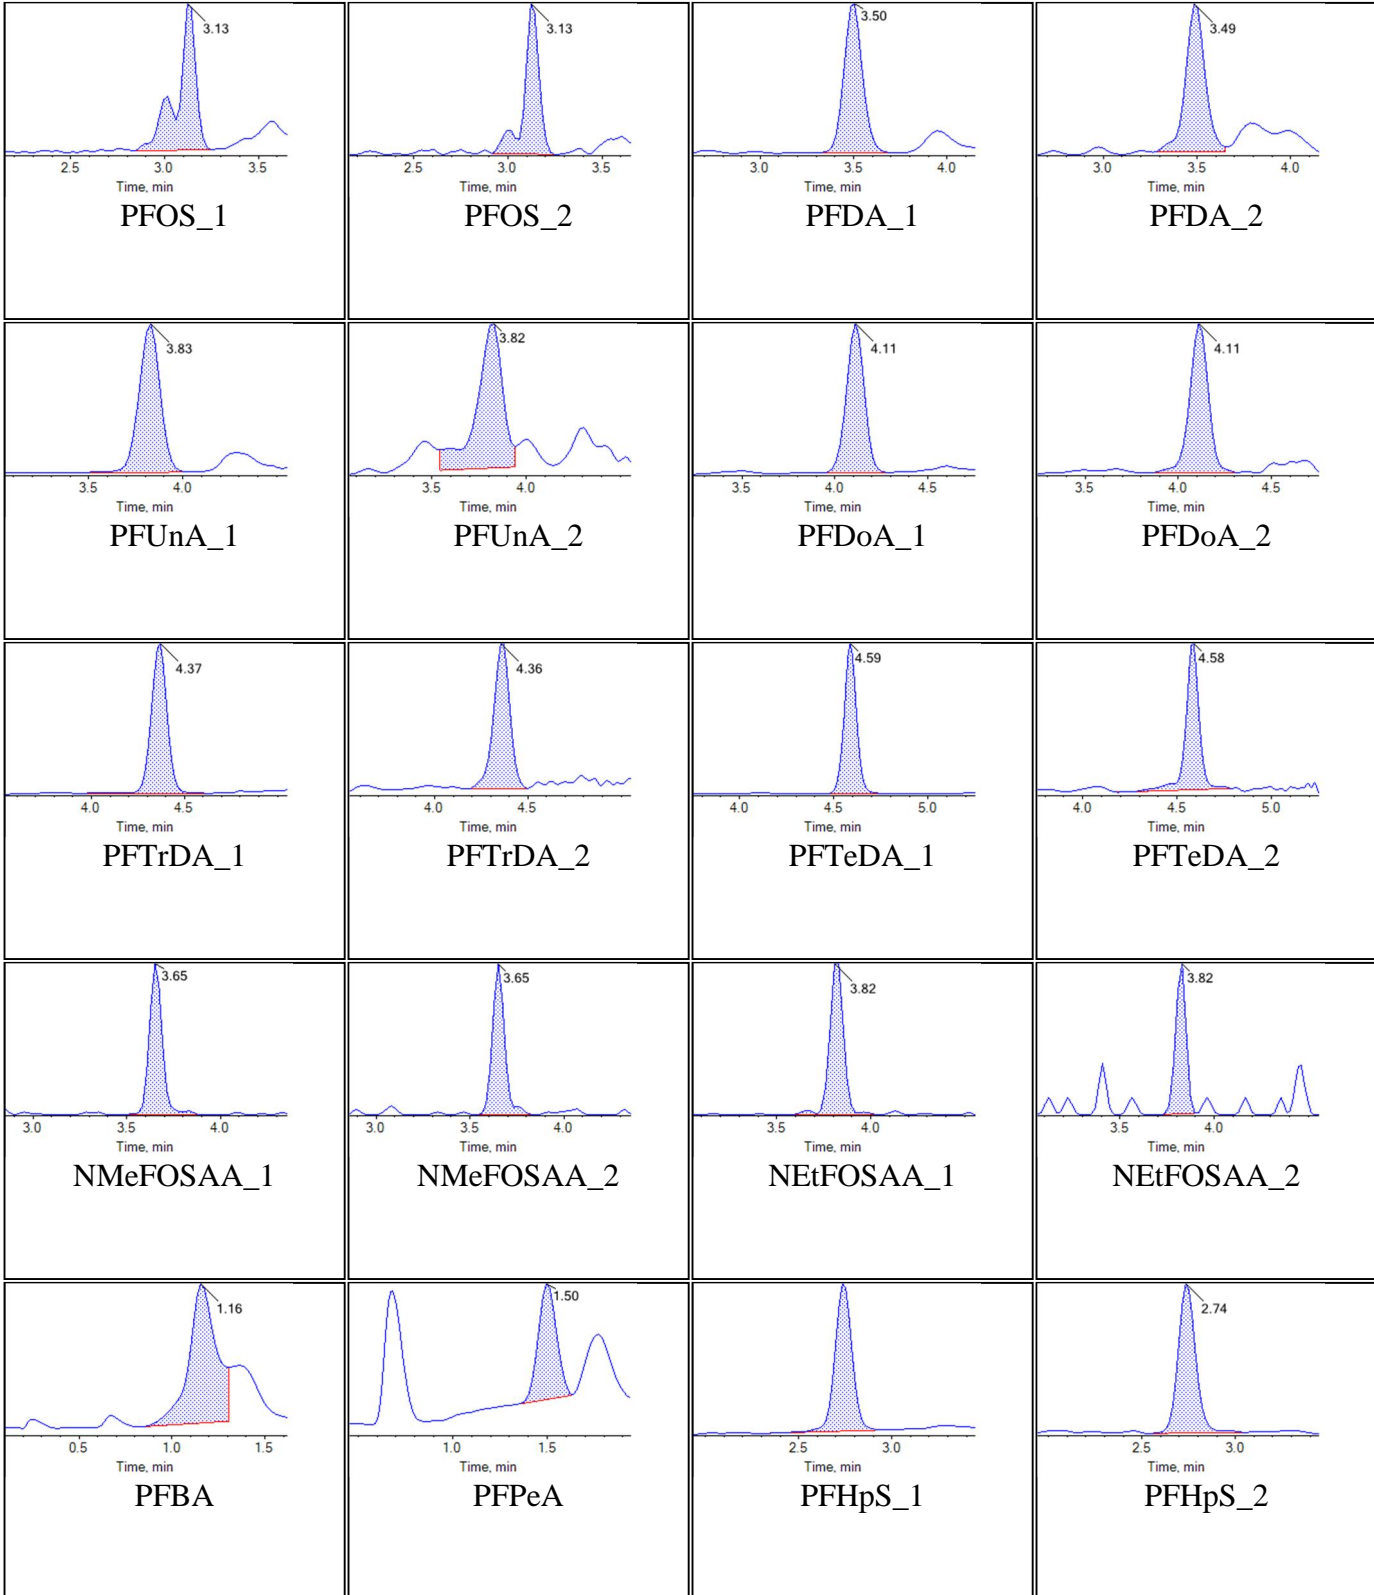 3.13
2.5 3.0 3.5
Time, min
PFOS_1
3.13
2.5 3.0 3.5
Time, min
PFOS_2
3.50
3.0 3.5 4.0
Time, min
PFDA_1
3.49
3.0 3.5 4.0
Time, min
PFDA_2
3.83
3.5 4.0
Time, min
PFUnA_1
3.82
3.5 4.0
Time, min
PFUnA_2
4.11
3.5 4.0 4.5
Time, min
PFDoA_1
4.11
3.5 4.0 4.5
Time, min
PFDoA_2
4.37
4.0 4.5
Time, min
PFTrDA_1
4.36
4.0 4.5
Time, min
PFTrDA_2
4.59
4.0 4.5 5.0
Time, min
PFTeDA_1
4.58
4.0 4.5 5.0
Time, min
PFTeDA_2
3.65
3.0 3.5 4.0
Time, min
NMeFOSAA_1
3.65
3.0 3.5 4.0
Time, min
NMeFOSAA_2
3.82
3.5 4.0
Time, min
NEtFOSAA_1
3.82
3.5 4.0
Time, min
NEtFOSAA_2
1.16
0.5 1.0 1.5
Time, min
PFBA
1.50
1.0 1.5
Time, min
PFPeA
2.5 3.0
Time, min
PFHpS_1
2.74
2.5 3.0
Time, min
PFHpS_2